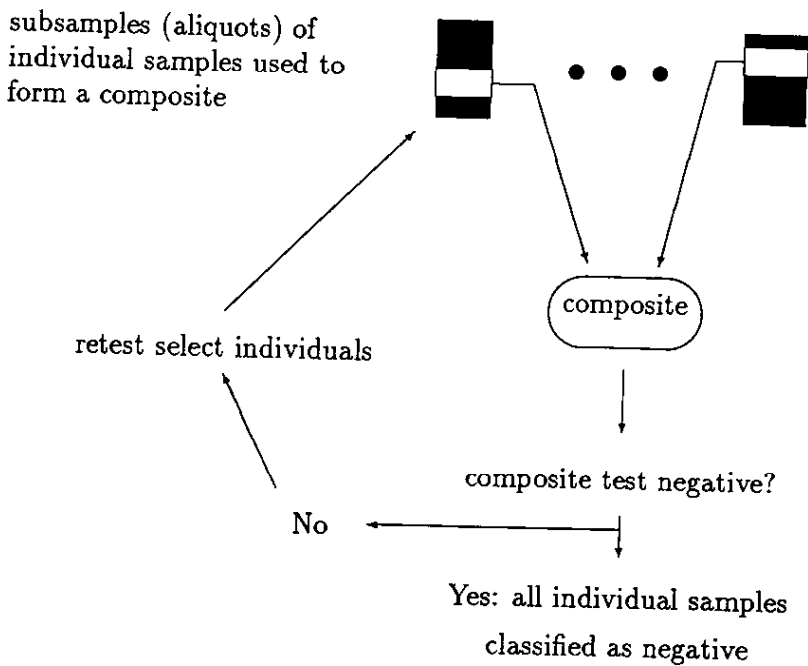 subsamples (aliquots) of
individual samples used to
form a composite
composite
retest select individuals
composite test negative?
No
Yes: all individual samples
classified as negative